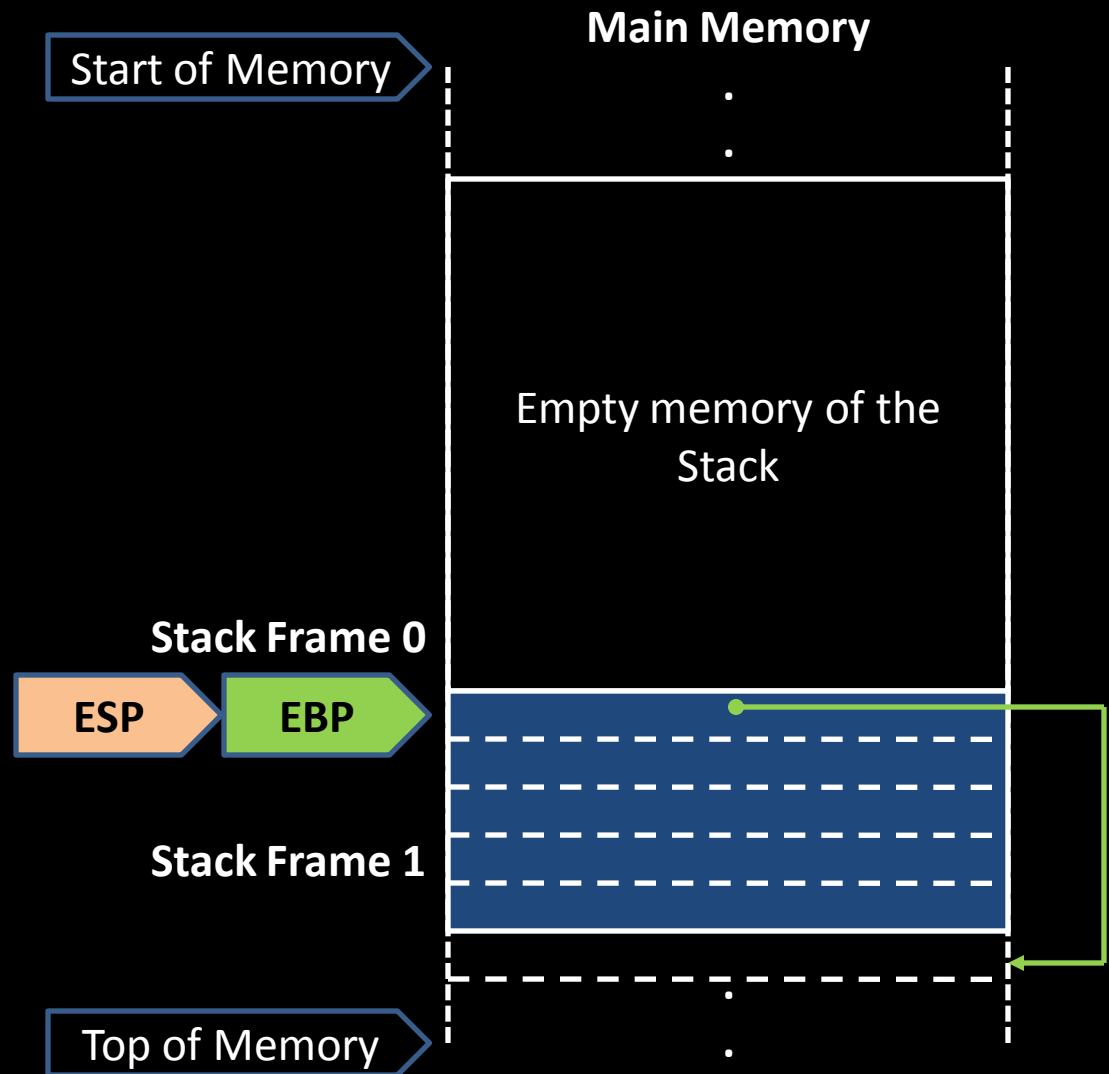 Main Memory
Start of Memory
.
.
Empty memory of the
Stack
Stack Frame 0
ESP
EBP
Stack Frame 1
.
Top of Memory
.